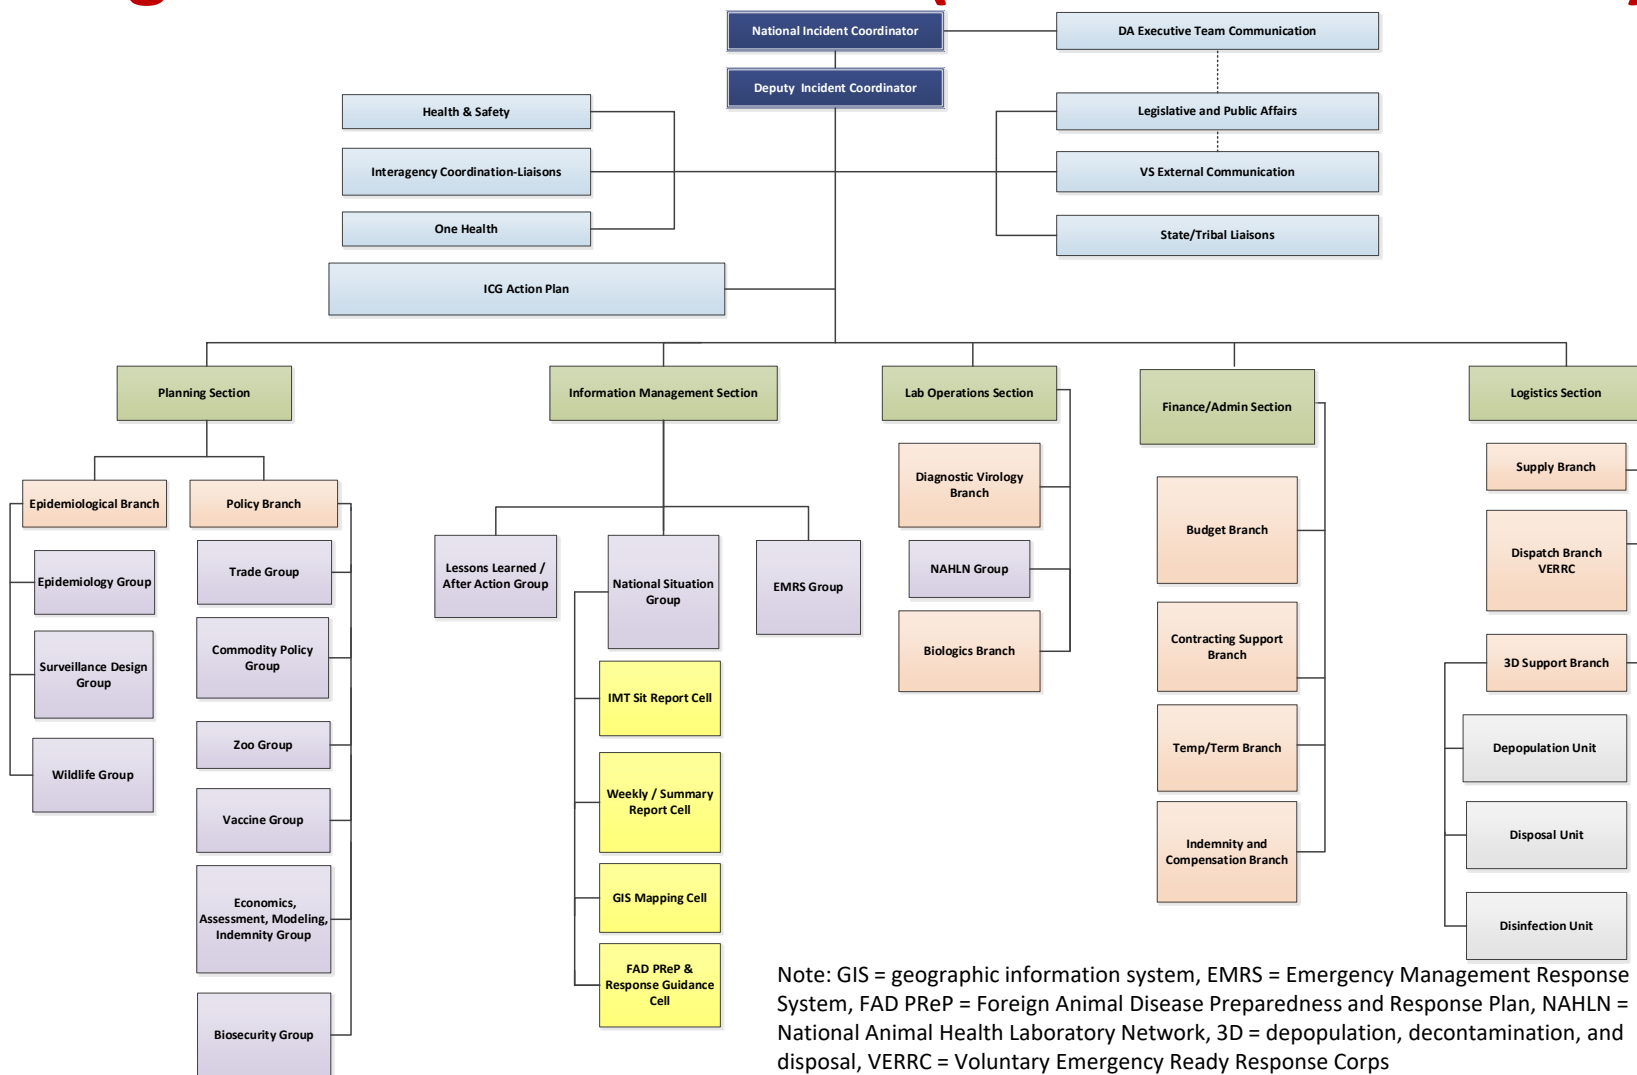 National Incident Coordinator
DA Executive Team Communication
Deputy Incident Coordinator
Health & Safety
Legislative and Public Affairs
Interagency Coordination-Liaisons
VS External Communication
One Health
State/Tribal Liaisons
ICG Action Plan
Planning Section
Information Management Section
Lab Operations Section
Finance/Admin Section
Logistics Section
Epidemiological Branch
Policy Branch
Epidemiology Group
Surveillance Design
Group
Wildlife Group
Trade Group
Commodity Policy
Group
Zoo Group
Vaccine Group
Economics,
Assessment, Modeling,
Indemnity Group
Biosecurity Group
Lessons Learned /
After Action Group
National Situation
Group
EMRS Group
IMT Sit Report Cell
Weekly / Summary
Report Cell
GIS Mapping Cell
FAD PReP &
Response Guidance
Cell
Diagnostic Virology
Branch
NAHLN Group
Biologics Branch
Budget Branch
Contracting Support
Branch
Temp/Term Branch
Indemnity and
Compensation Branch
Supply Branch
Dispatch Branch
VERRC
3D Support Branch
Depopulation Unit
Disposal Unit
Disinfection Unit
Note: GIS = geographic information system, EMRS = Emergency Management Response
System, FAD PReP = Foreign Animal Disease Preparedness and Response Plan, NAHLN =
National Animal Health Laboratory Network, 3D = depopulation, decontamination, and
disposal, VERRC = Voluntary Emergency Ready Response Corps